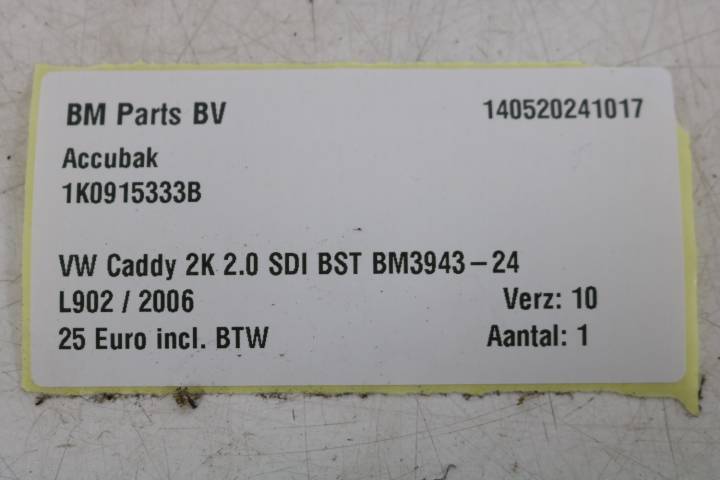 BM Parts BV 140520241017
Accubak
1K0915333B
VW Caddy 2K 2.0 SDI BST BM3943-24
L902 / 2006 Verz: 10
25 Euro incl. BTW Aantal: 1